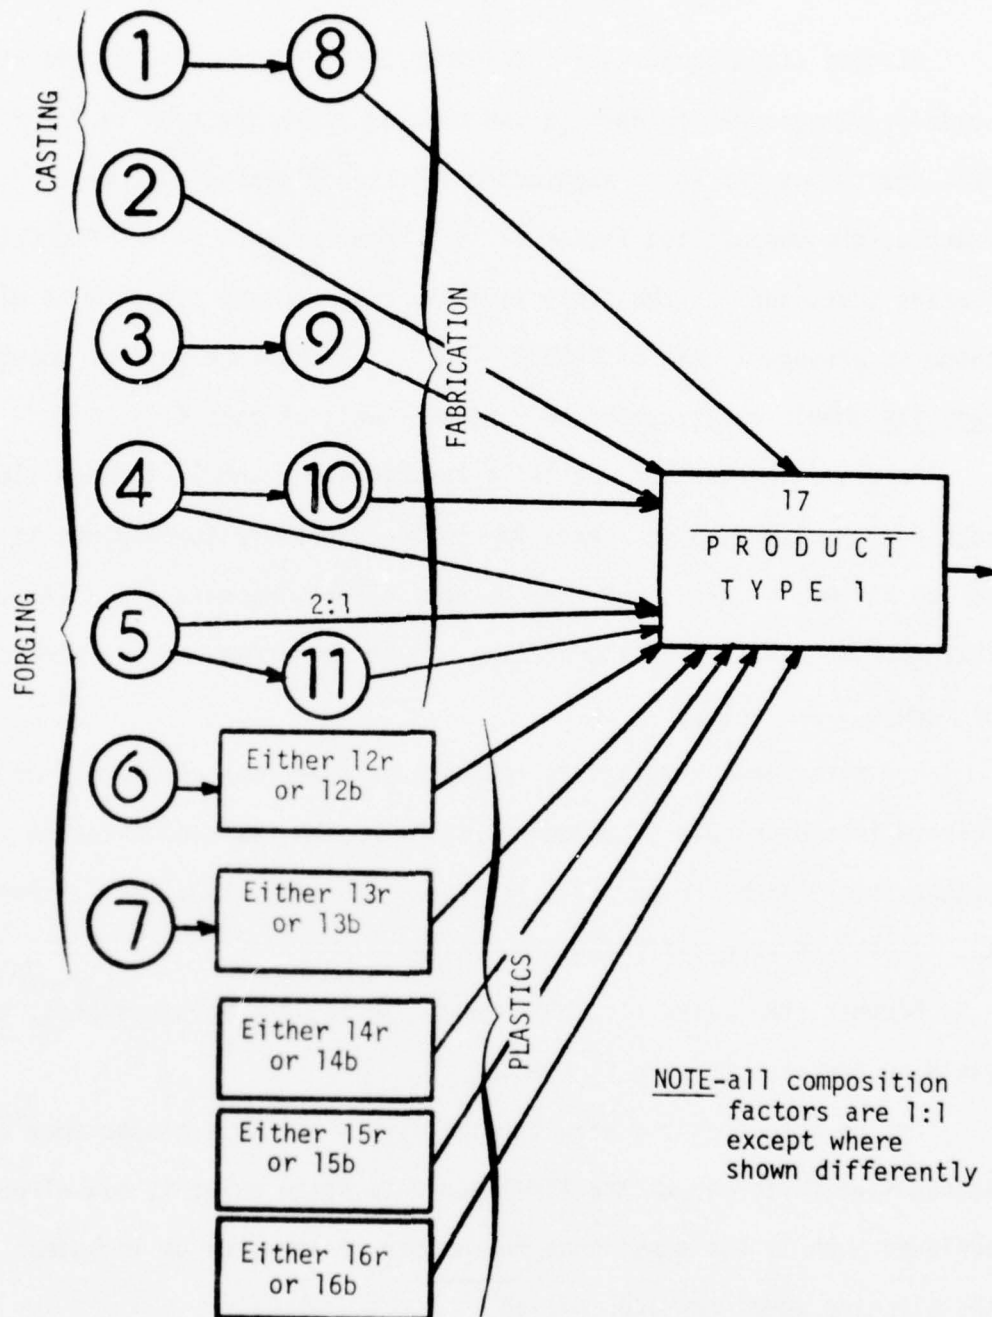 1
8
CASTING
2
3
9
FABRICATION
4
10
17
PRODUCT
TYPE 1
FORGING
5
2:1
11
6
Either 12r
or 12b
7
Either 13r
or 13b
PLASTICS
Either 14r
or 14b
NOTE-all composition
factors are 1:1
except where
shown differently
Either 15r
or 15b
Either 16r
or 16b